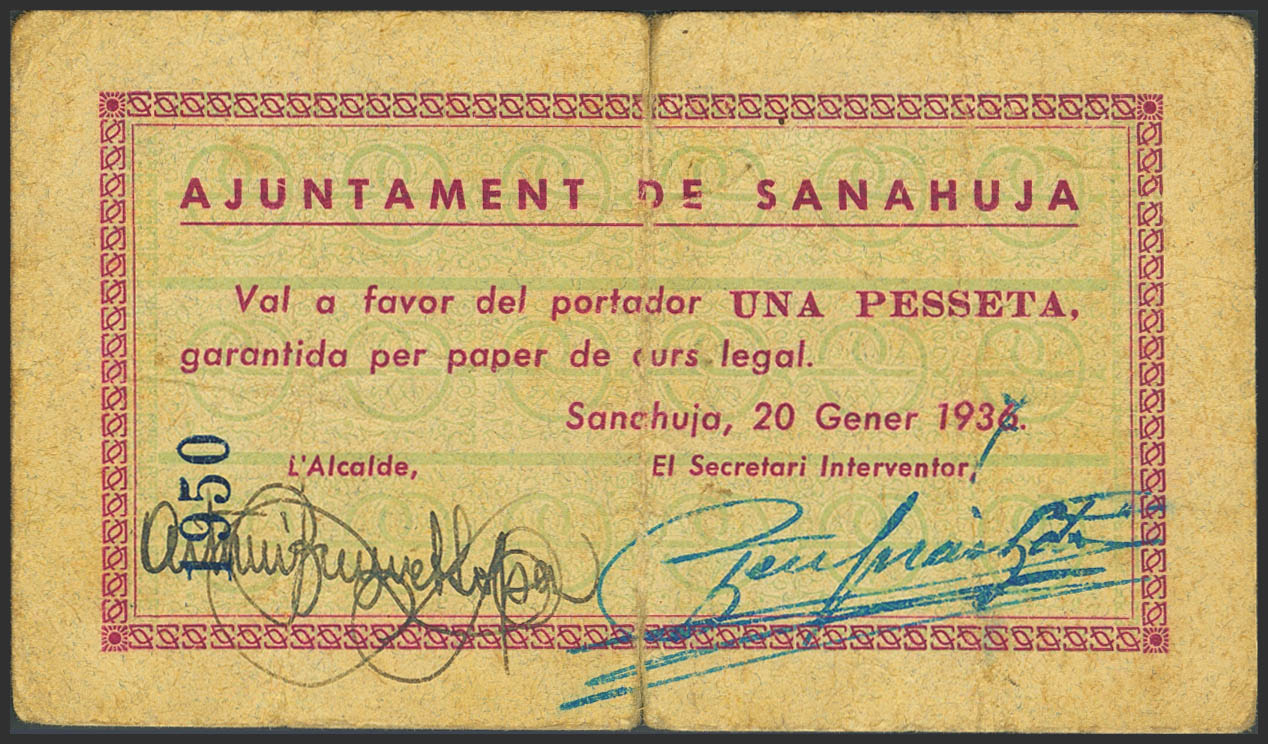 AJUNTAMENT DE SANAHUJA
Val a favor del portador UNA PESSETA,
garantida per paper de curs legal.
Sanahuja, 20 Gener 1937.
L'Alcalde, El Secretari Interventor,
1950